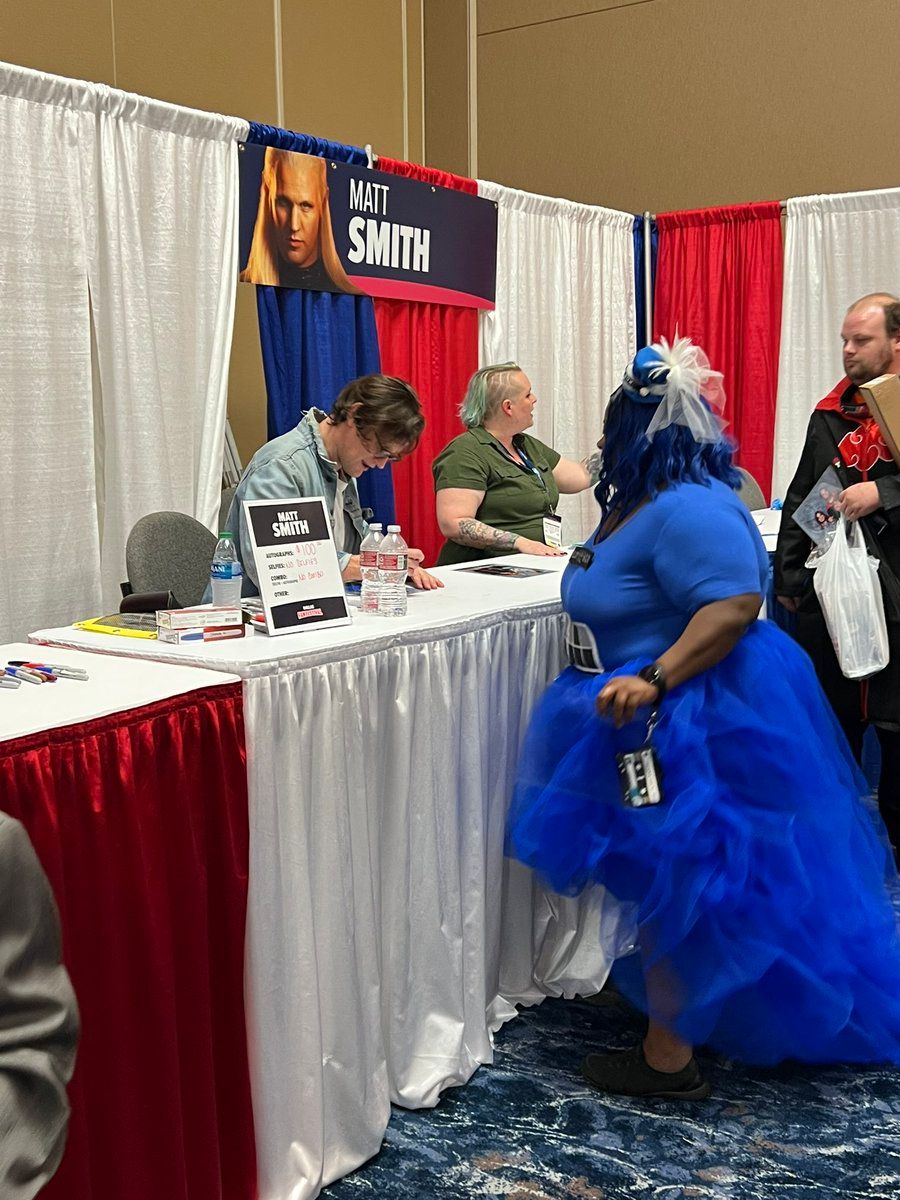 MATT
SMITH
MATT
SMITH
AUTOGRAPHS: $100
SELFIES: NO SELFIES
COMBO: NO COMBO
OTHER: